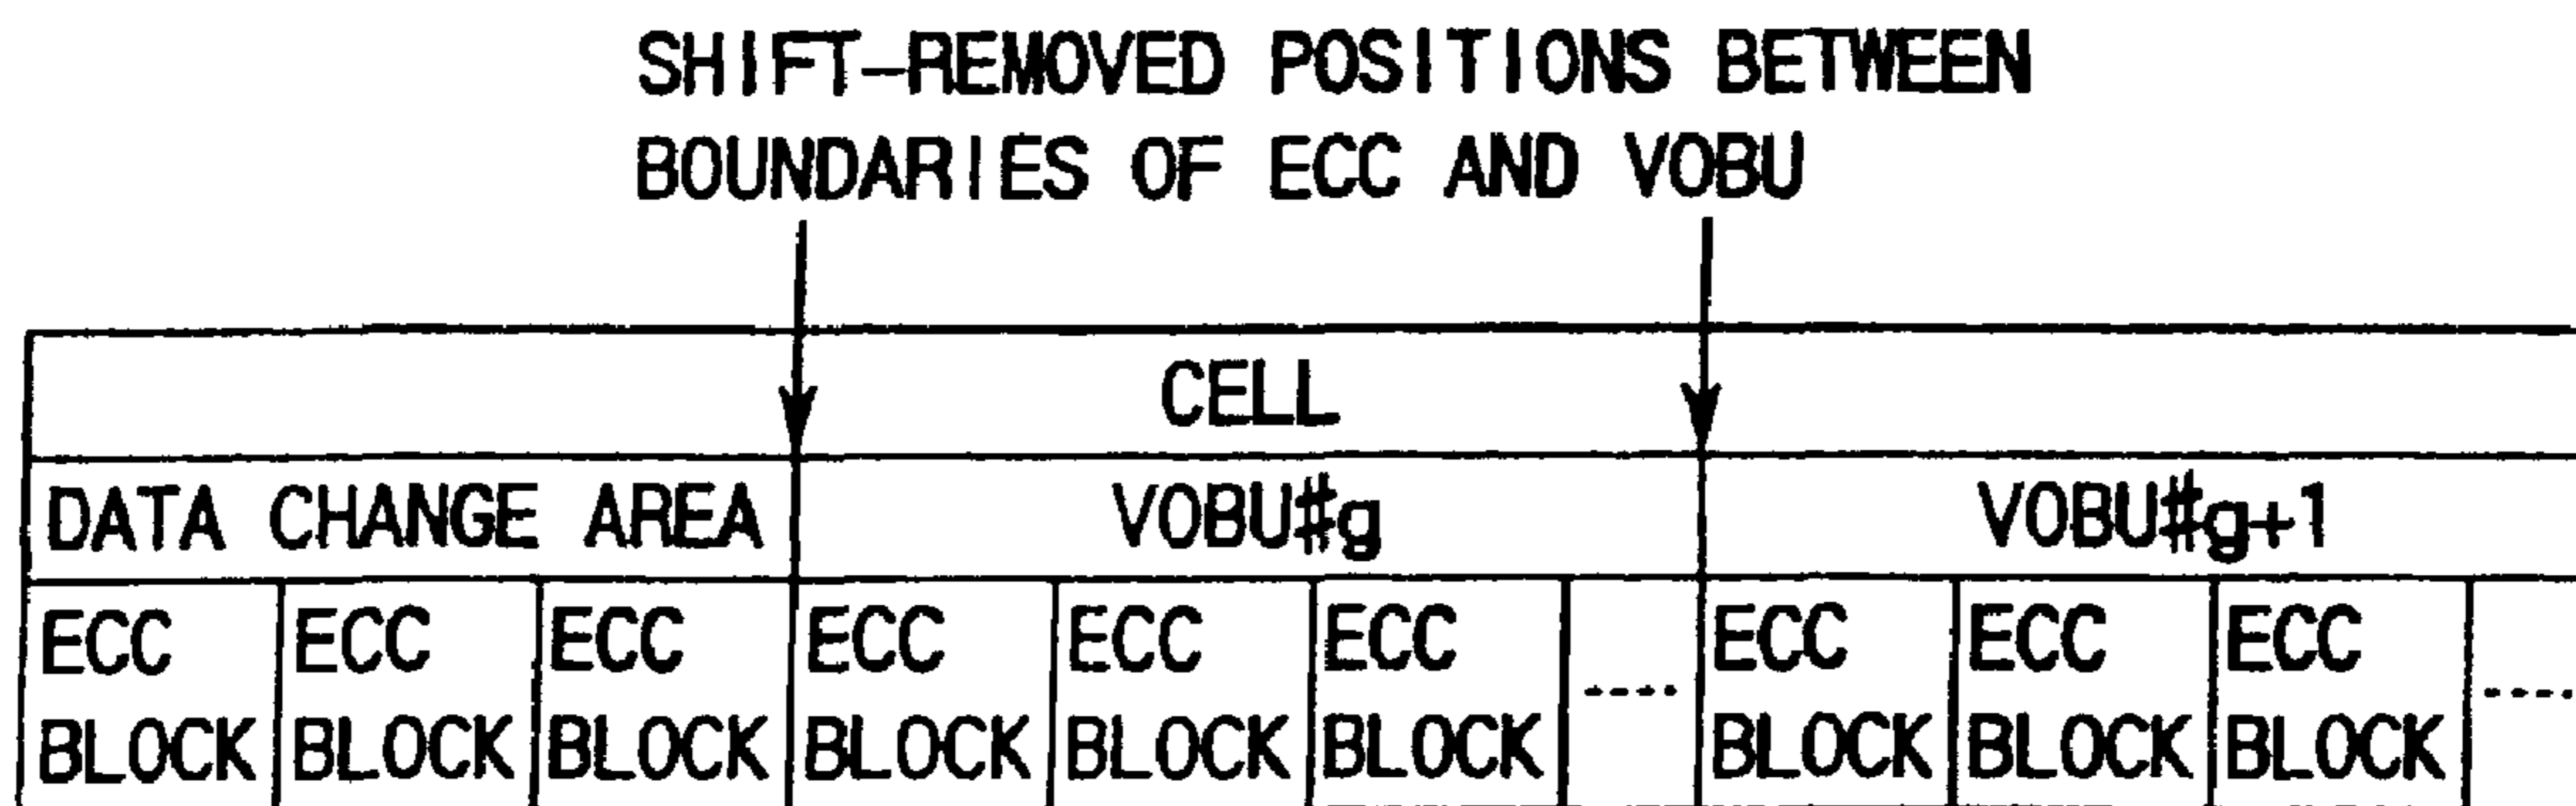 SHIFT-REMOVED POSITIONS BETWEEN
BOUNDARIES OF ECC AND VOBU
CELL
DATA CHANGE AREA VOBU#g VOBU#g+1
ECC ECC ECC ECC ECC ECC ECC ECC ECC
BLOCK BLOCK BLOCK BLOCK BLOCK BLOCK BLOCK BLOCK BLOCK